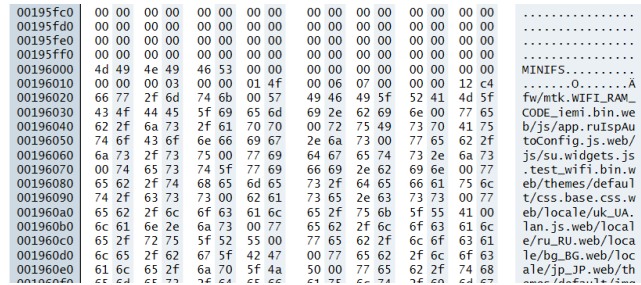 00195fc0 00 00 00 00 00 00 00 00 00 00 00 00 00 00 00 00 ................
00195fd0 00 00 00 00 00 00 00 00 00 00 00 00 00 00 00 00 ................
00195fe0 00 00 00 00 00 00 00 00 00 00 00 00 00 00 00 00 ................
00195ff0 00 00 00 00 00 00 00 00 00 00 00 00 00 00 00 00 ................
00196000 4d 49 4e 49 46 53 00 00 00 00 00 00 00 00 00 00 MINIFS..........
00196010 00 00 00 03 00 00 01 4f 00 06 07 00 00 00 12 c4 .......O.......Ä
00196020 66 77 2f 6d 74 6b 00 57 49 46 49 5f 52 41 4d 5f fw/mtk.WIFI_RAM_
00196030 43 4f 44 45 5f 69 65 6d 69 2e 62 69 6e 00 77 65 CODE_iemi.bin.we
00196040 62 2f 6a 73 2f 61 70 70 00 72 75 49 73 70 41 75 b/js/app.ruIspAu
00196050 74 6f 43 6f 6e 66 69 67 2e 6a 73 00 77 65 62 2f toConfig.js.web/
00196060 6a 73 2f 73 75 00 77 69 64 67 65 74 73 2e 6a 73 js/su.widgets.js
00196070 00 74 65 73 74 5f 77 69 66 69 2e 62 69 6e 00 77 .test_wifi.bin.w
00196080 65 62 2f 74 68 65 6d 65 73 2f 64 65 66 61 75 6c eb/themes/defaul
00196090 74 2f 63 73 73 00 62 61 73 65 2e 63 73 73 00 77 t/css.base.css.w
001960a0 65 62 2f 6c 6f 63 61 6c 65 2f 75 6b 5f 55 41 00 eb/locale/uk_UA.
001960b0 6c 61 6e 2e 6a 73 00 77 65 62 2f 6c 6f 63 61 6c lan.js.web/local
001960c0 65 2f 72 75 5f 52 55 00 77 65 62 2f 6c 6f 63 61 e/ru_RU.web/loca
001960d0 6c 65 2f 62 67 5f 42 47 00 77 65 62 2f 6c 6f 63 le/bg_BG.web/loc
001960e0 61 6c 65 2f 6a 70 5f 4a 50 00 77 65 62 2f 74 68 ale/jp_JP.web/th